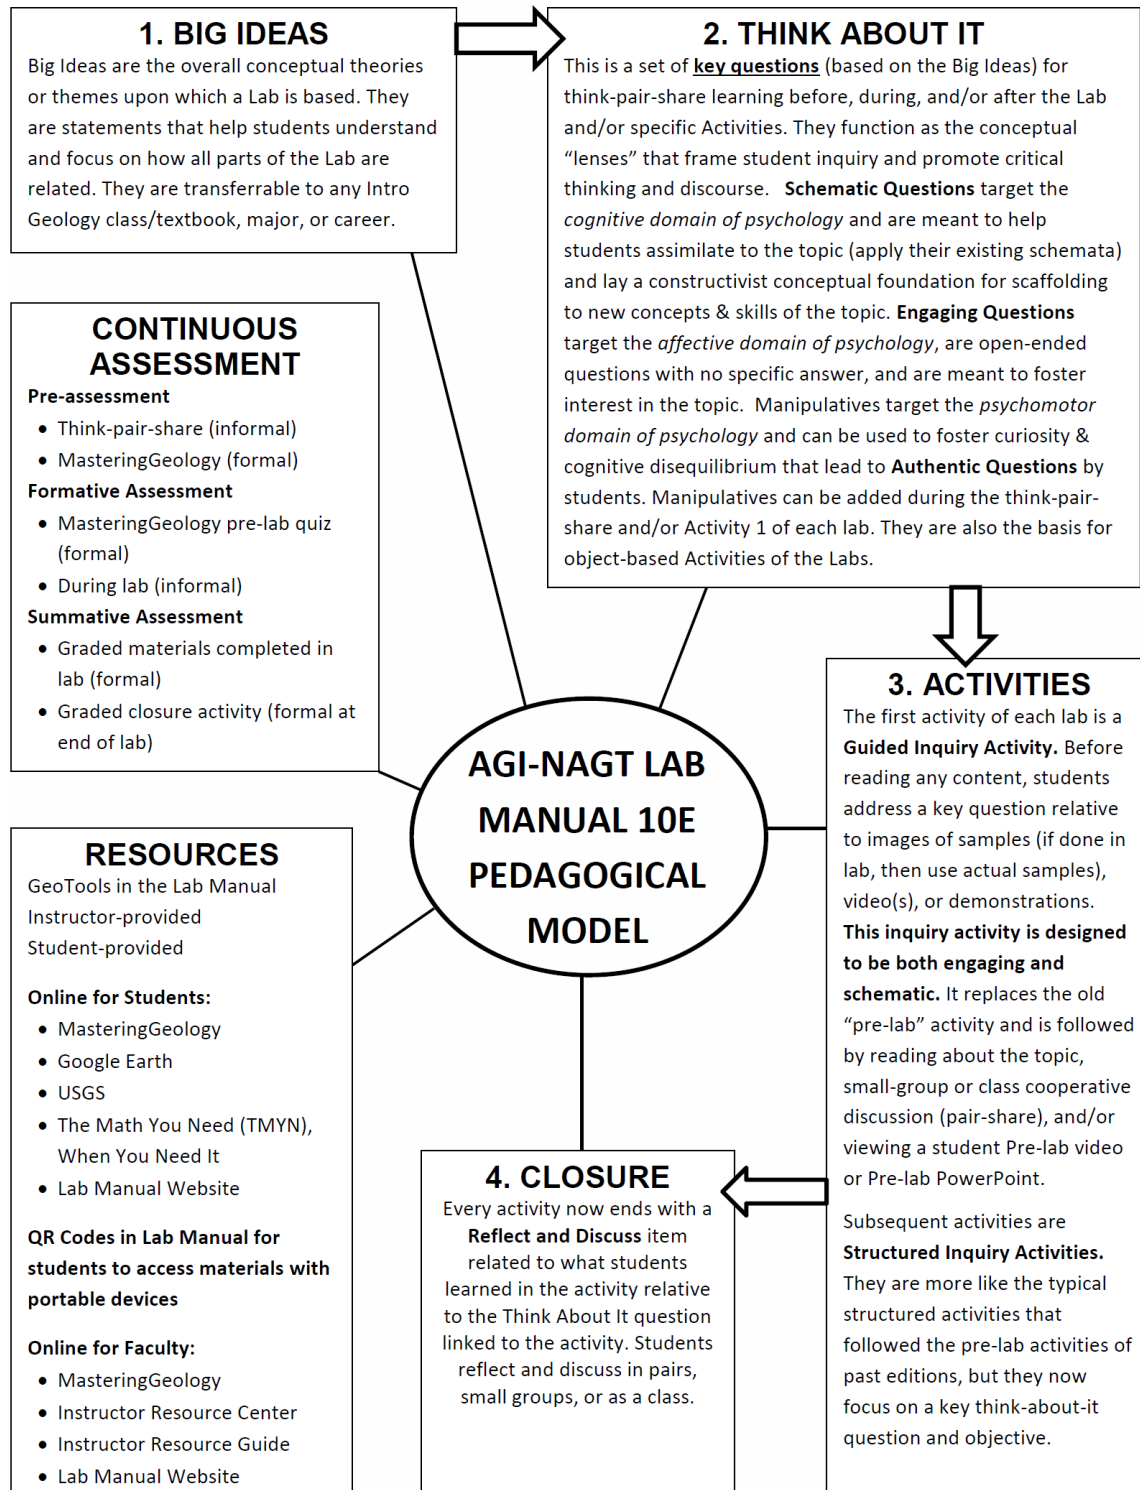 1. BIG IDEAS
Big Ideas are the overall conceptual theories
or themes upon which a Lab is based. They
are statements that help students understand
and focus on how all parts of the Lab are
related. They are transferrable to any Intro
Geology class/textbook, major, or career.
2. THINK ABOUT IT
This is a set of key questions (based on the Big Ideas) for
think-pair-share learning before, during, and/or after the Lab
and/or specific Activities. They function as the conceptual
“lenses” that frame student inquiry and promote critical
thinking and discourse. Schematic Questions target the
cognitive domain of psychology and are meant to help
students assimilate to the topic (apply their existing schemata)
and lay a constructivist conceptual foundation for scaffolding
to new concepts & skills of the topic. Engaging Questions
target the affective domain of psychology, are open-ended
questions with no specific answer, and are meant to foster
interest in the topic. Manipulatives target the psychomotor
domain of psychology and can be used to foster curiosity &
cognitive disequilibrium that lead to Authentic Questions by
students. Manipulatives can be added during the think-pair-
share and/or Activity 1 of each lab. They are also the basis for
object-based Activities of the Labs.
CONTINUOUS
ASSESSMENT
Pre-assessment
• Think-pair-share (informal)
• MasteringGeology (formal)
Formative Assessment
• MasteringGeology pre-lab quiz
(formal)
• During lab (informal)
Summative Assessment
• Graded materials completed in
lab (formal)
• Graded closure activity (formal at
end of lab)
AGI-NAGT LAB
MANUAL 10E
PEDAGOGICAL
MODEL
3. ACTIVITIES
The first activity of each lab is a
Guided Inquiry Activity. Before
reading any content, students
address a key question relative
to images of samples (if done in
lab, then use actual samples),
video(s), or demonstrations.
This inquiry activity is designed
to be both engaging and
schematic. It replaces the old
“pre-lab” activity and is followed
by reading about the topic,
small-group or class cooperative
discussion (pair-share), and/or
viewing a student Pre-lab video
or Pre-lab PowerPoint.
Subsequent activities are
Structured Inquiry Activities.
They are more like the typical
structured activities that
followed the pre-lab activities of
past editions, but they now
focus on a key think-about-it
question and objective.
RESOURCES
GeoTools in the Lab Manual
Instructor-provided
Student-provided
Online for Students:
• MasteringGeology
• Google Earth
• USGS
• The Math You Need (TMYN),
When You Need It
• Lab Manual Website
QR Codes in Lab Manual for
students to access materials with
portable devices
Online for Faculty:
• MasteringGeology
• Instructor Resource Center
• Instructor Resource Guide
• Lab Manual Website
4. CLOSURE
Every activity now ends with a
Reflect and Discuss item
related to what students
learned in the activity relative
to the Think About It question
linked to the activity. Students
reflect and discuss in pairs,
small groups, or as a class.